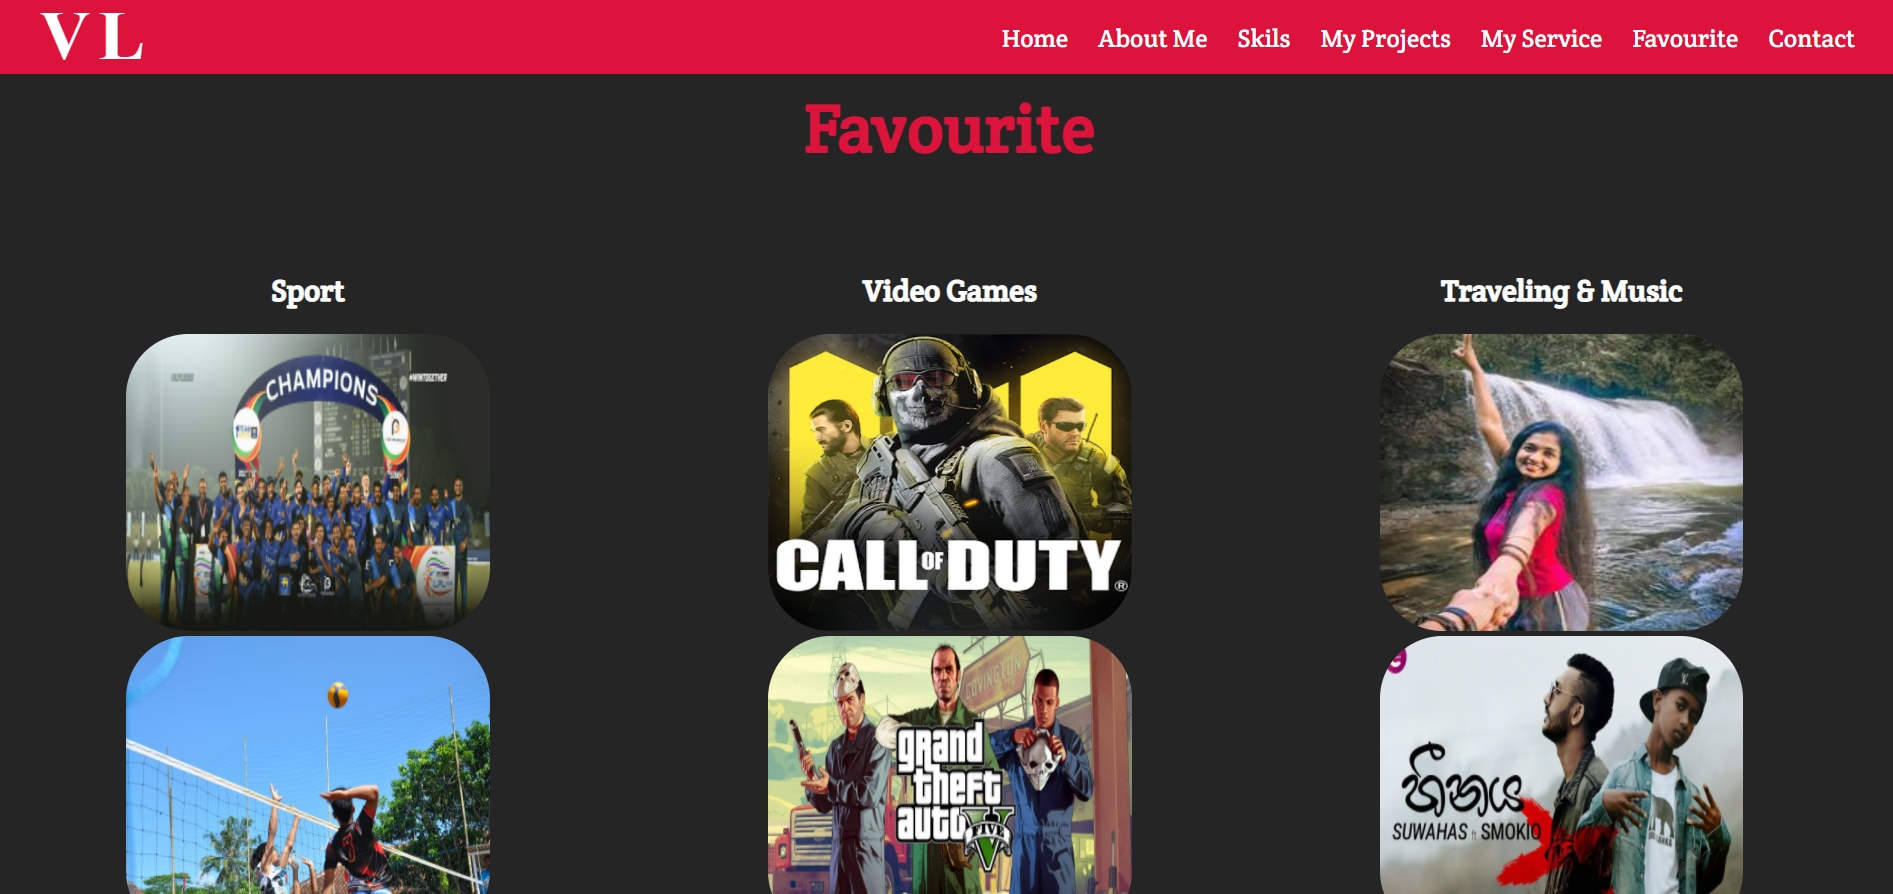 VL
Home About Me Skils My Projects My Service Favourite Contact
Favourite
Sport
Video Games
Traveling & Music
CHAMPIONS
#WINTOGETHER
CALL OF DUTY®
LOVINGTON
grand
theft
auto
FIVE
හීනය
SUWAHAS ft SMOKIO